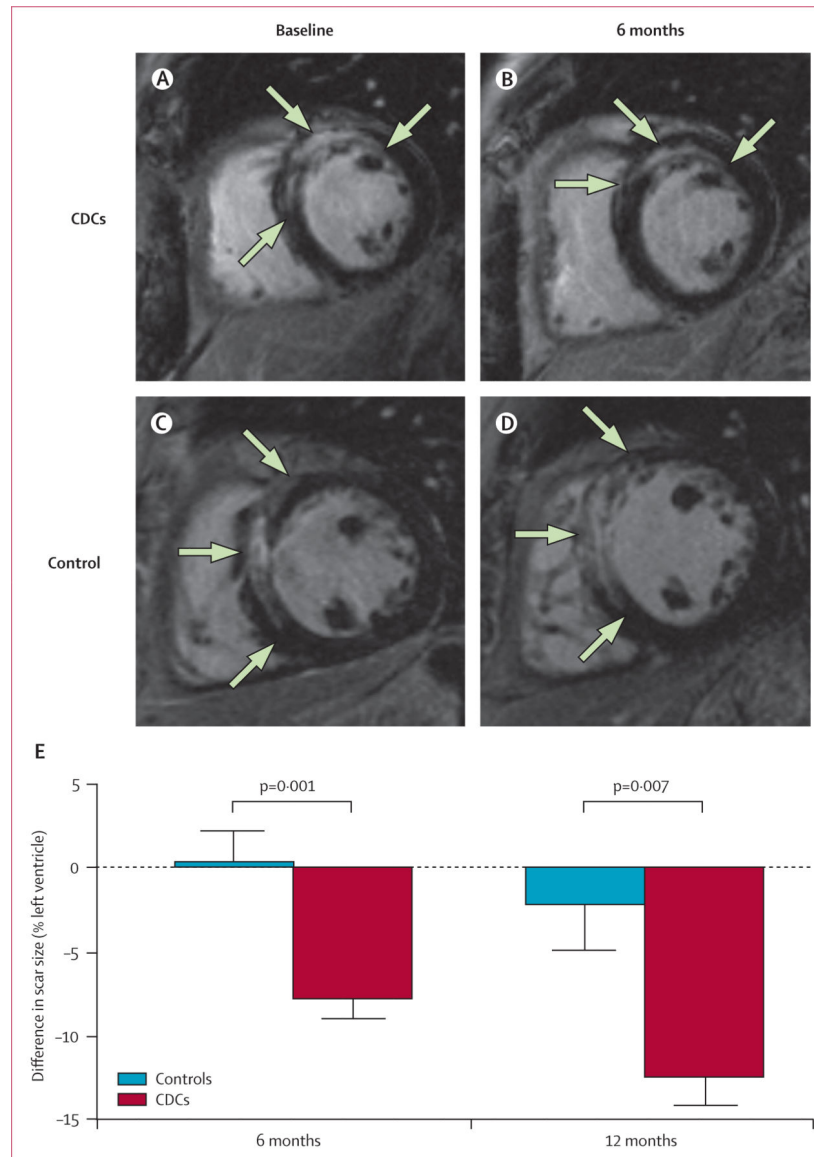 Baseline 6 months
A B
CDCs
C D
Control
E
5
p=0·001 p=0·007
0
Difference in scar size (% left ventricle)
–5
–10
Controls
CDCs
–15
6 months 12 months